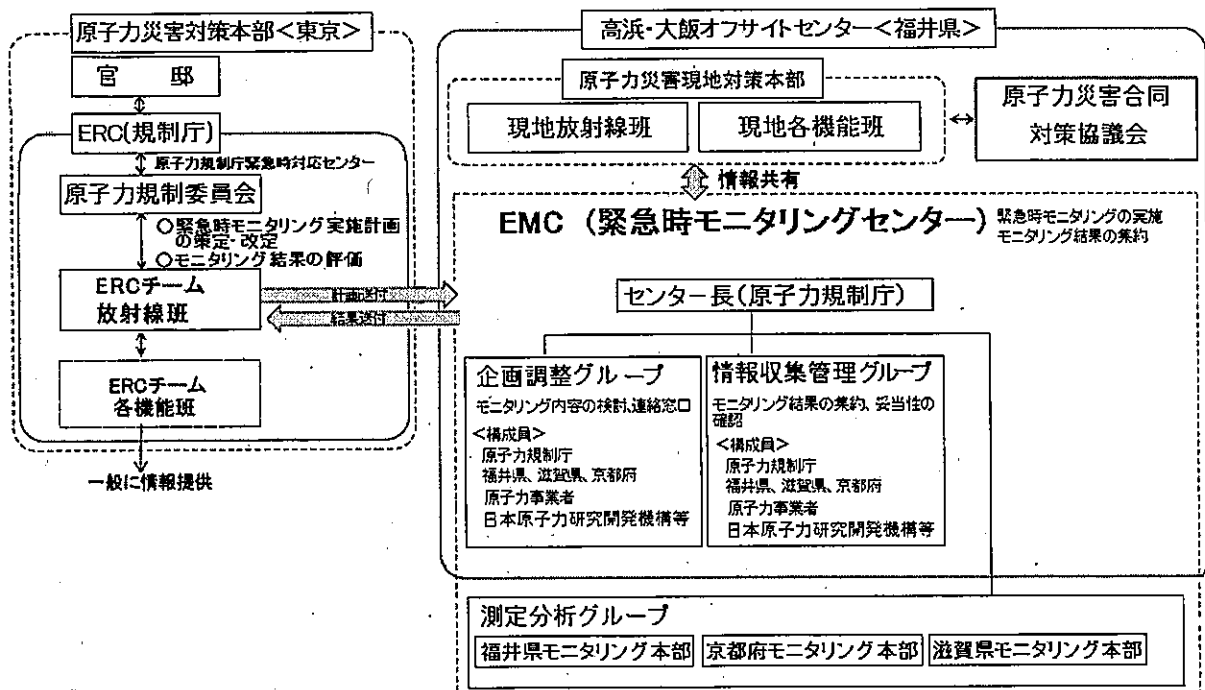 原子力災害対策本部<東京>
官 邸
ERC(規制庁)
原子力規制庁緊急時対応センター
原子力規制委員会
○緊急時モニタリング実施計画
の策定・改定
○モニタリング結果の評価
ERCチーム
放射線班
ERCチーム
各機能班
一般に情報提供
計画送付
結果送付
高浜・大飯オフサイトセンター<福井県>
原子力災害現地対策本部
現地放射線班
現地各機能班
原子力災害合同
対策協議会
情報共有
EMC (緊急時モニタリングセンター)
緊急時モニタリングの実施
モニタリング結果の集約
センター長(原子力規制庁)
企画調整グループ
モニタリング内容の検討、連絡窓口
<構成員>
原子力規制庁
福井県、滋賀県、京都府
原子力事業者
日本原子力研究開発機構等
情報収集管理グループ
モニタリング結果の集約、妥当性の
確認
<構成員>
原子力規制庁
福井県、滋賀県、京都府
原子力事業者
日本原子力研究開発機構等
測定分析グループ
福井県モニタリング本部
京都府モニタリング本部
滋賀県モニタリング本部